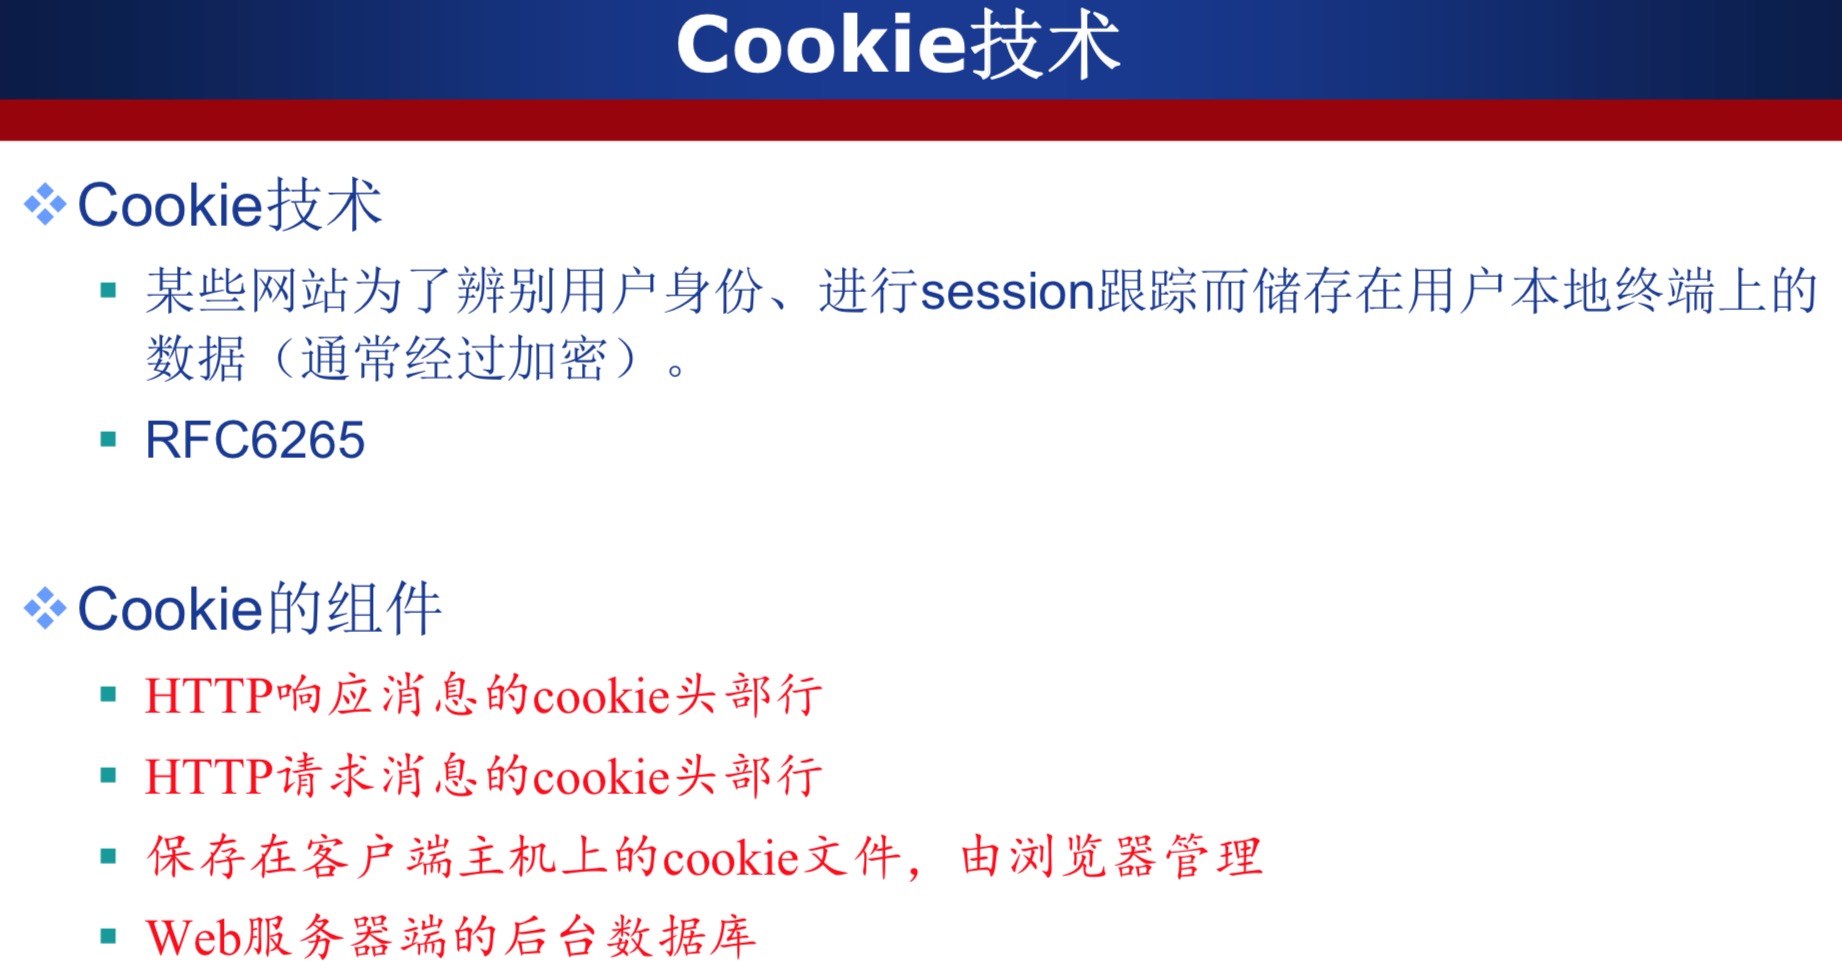 Cookie技术
Cookie技术
某些网站为了辨别用户身份、进行session跟踪而储存在用户本地终端上的
数据（通常经过加密）。
RFC6265
Cookie的组件
HTTP响应消息的cookie头部行
HTTP请求消息的cookie头部行
保存在客户端主机上的cookie文件，由浏览器管理
Web服务器端的后台数据库